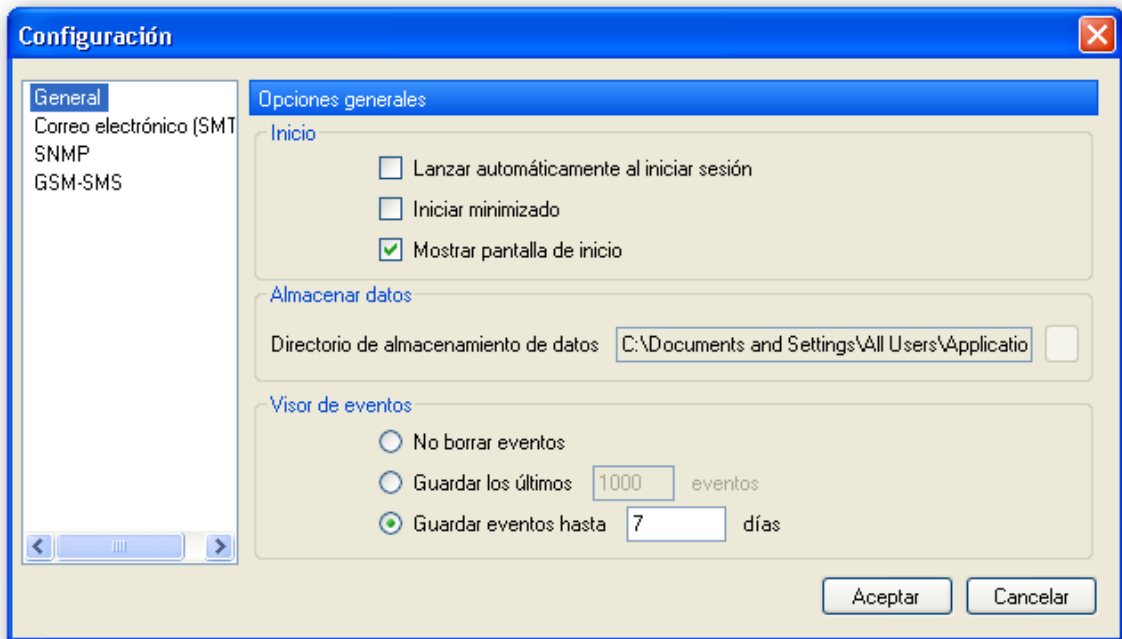 Configuración
General
Correo electrónico (SMT
SNMP
GSM-SMS
Opciones generales
Inicio
Lanzar automáticamente al iniciar sesión
Iniciar minimizado
Mostrar pantalla de inicio
Almacenar datos
Directorio de almacenamiento de datos C:\Documents and Settings\All Users\Applicatio
Visor de eventos
No borrar eventos
Guardar los últimos 1000 eventos
Guardar eventos hasta 7 días
Aceptar Cancelar